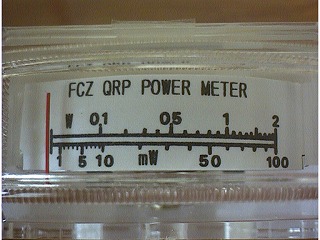 FCZ QRP POWER METER
W 0.1 0.5 1 2
1 5 10 mW 50 100